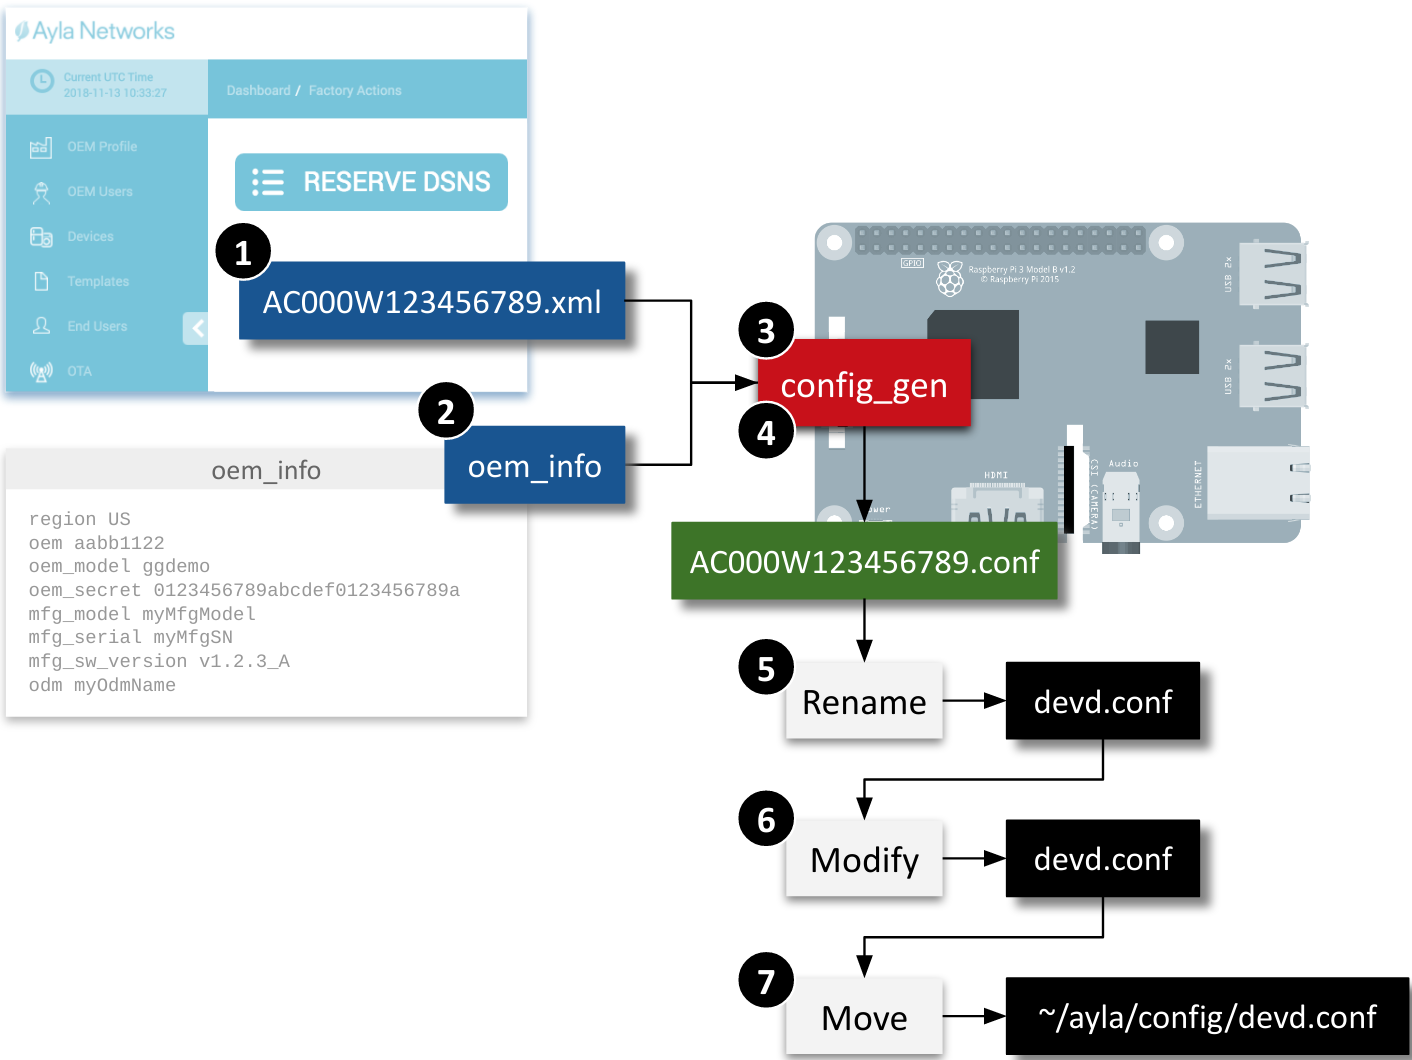 Ayla Networks
Current UTC Time
2018-11-13 10:33:27
Dashboard / Factory Actions
OEM Profile
OEM Users
Devices
Templates
End Users
OTA
RESERVE DSNS
1
AC000W123456789.xml
2
oem_info
oem_info
region US
oem aabb1122
oem_model ggdemo
oem_secret 0123456789abcdef0123456789a
mfg_model myMfgModel
mfg_serial myMfgSN
mfg_sw_version v1.2.3_A
odm myOdmName
GPIO
Raspberry Pi 3 Model B v1.2
© Raspberry Pi 2015
USB 2x
USB 2x
ETHERNET
HDMI
CSI (CAMERA)
Audio
3
config_gen
4
AC000W123456789.conf
5
Rename
devd.conf
6
Modify
devd.conf
7
Move
~/ayla/config/devd.conf